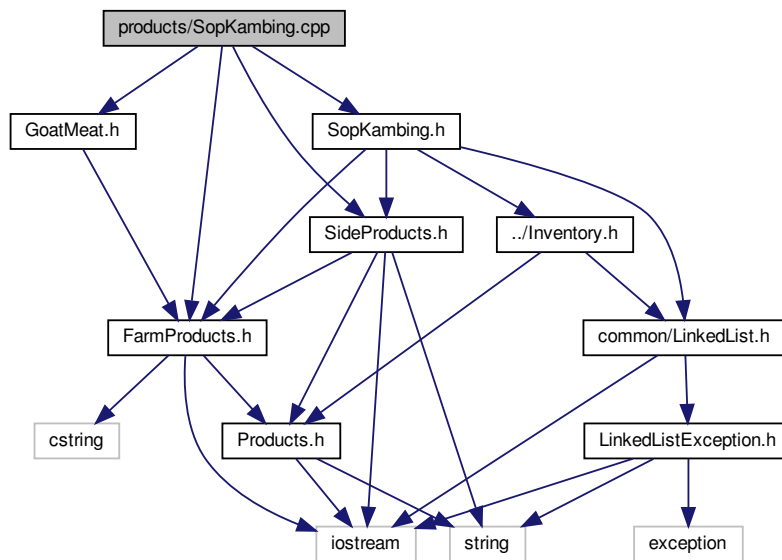 products/SopKambing.cpp
GoatMeat.h
SopKambing.h
SideProducts.h
../Inventory.h
FarmProducts.h
common/LinkedList.h
cstring
Products.h
LinkedListException.h
iostream
string
exception